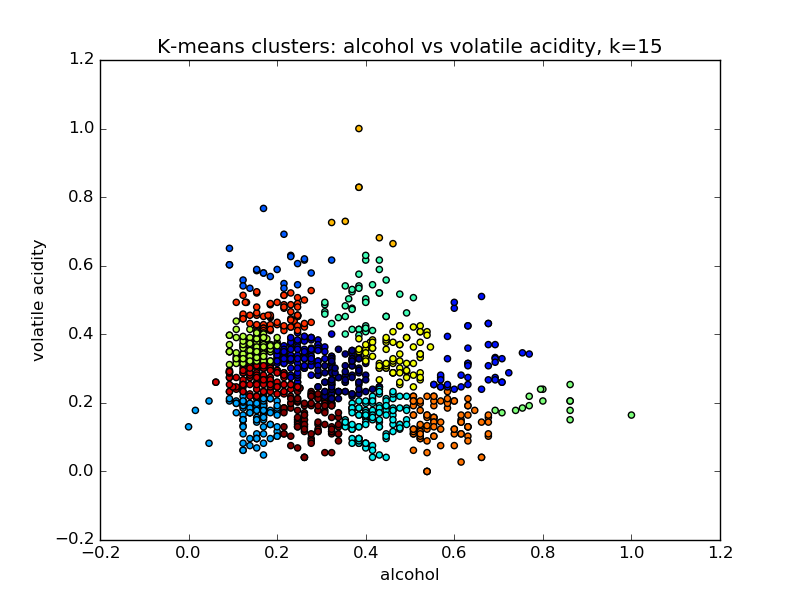 K-means clusters: alcohol vs volatile acidity, k=15
1.2
1.0
0.8
0.6
0.4
0.2
0.0
−0.2
volatile acidity
−0.2 0.0 0.2 0.4 0.6 0.8 1.0 1.2
alcohol